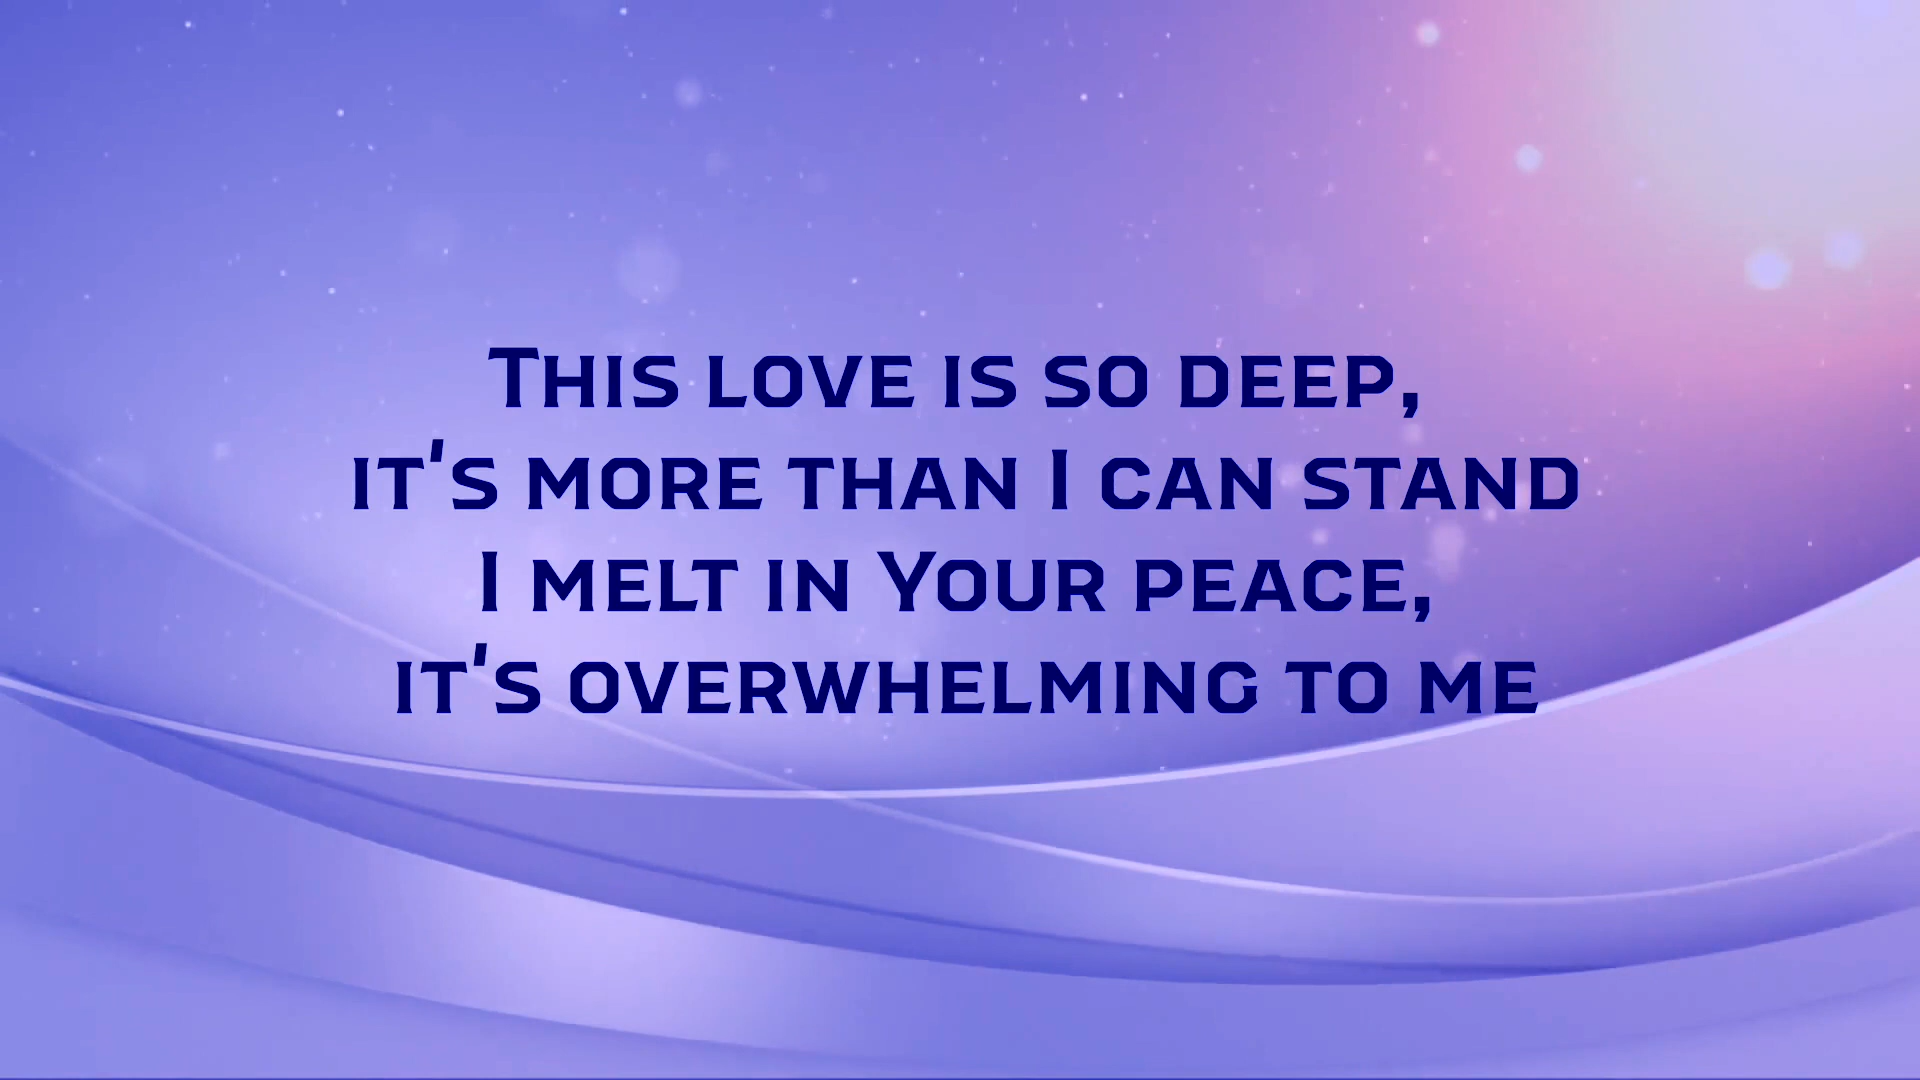 This love is so deep,
it's more than I can stand
I melt in Your peace,
it's overwhelming to me